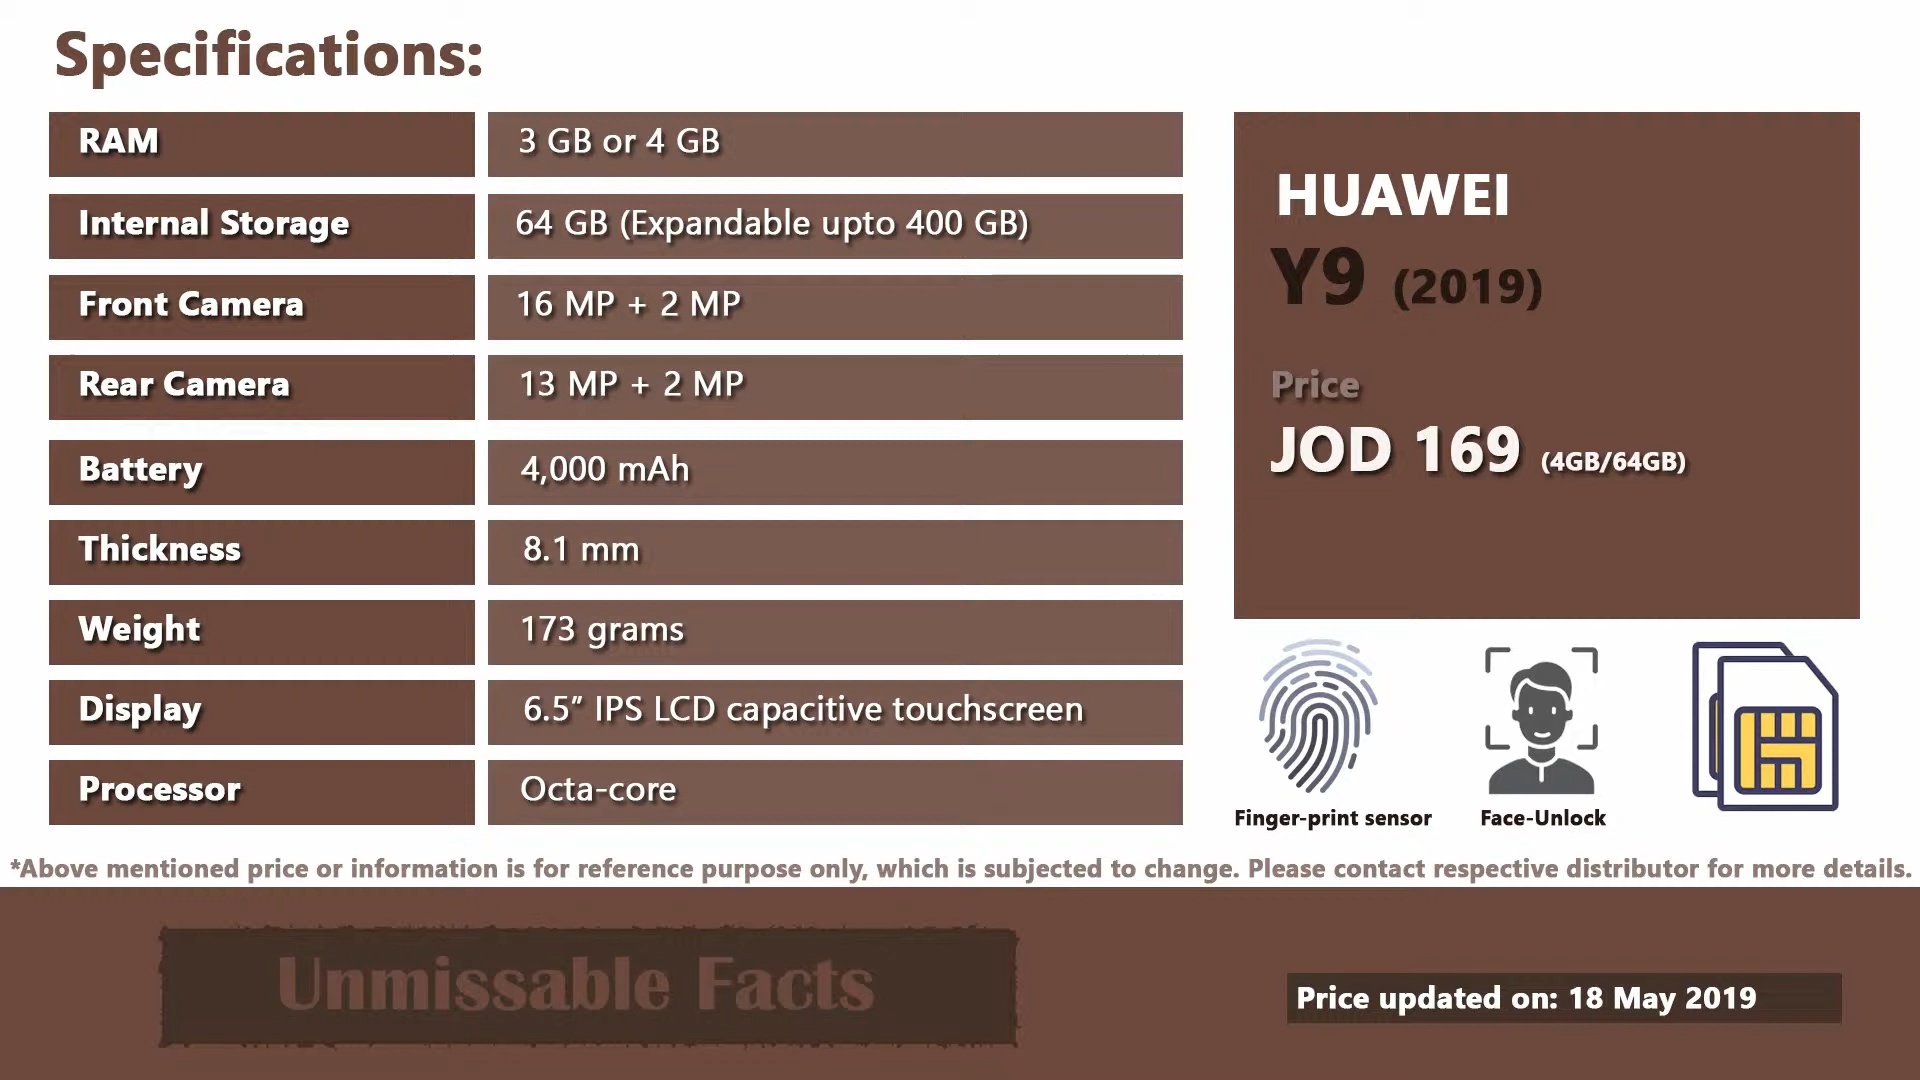 Specifications:
RAM 3 GB or 4 GB
Internal Storage 64 GB (Expandable upto 400 GB)
Front Camera 16 MP + 2 MP
Rear Camera 13 MP + 2 MP
Battery 4,000 mAh
Thickness 8.1 mm
Weight 173 grams
Display 6.5” IPS LCD capacitive touchscreen
Processor Octa-core
HUAWEI
Y9 (2019)
Price
JOD 169 (4GB/64GB)
Finger-print sensor Face-Unlock
*Above mentioned price or information is for reference purpose only, which is subjected to change. Please contact respective distributor for more details.
Unmissable Facts
Price updated on: 18 May 2019